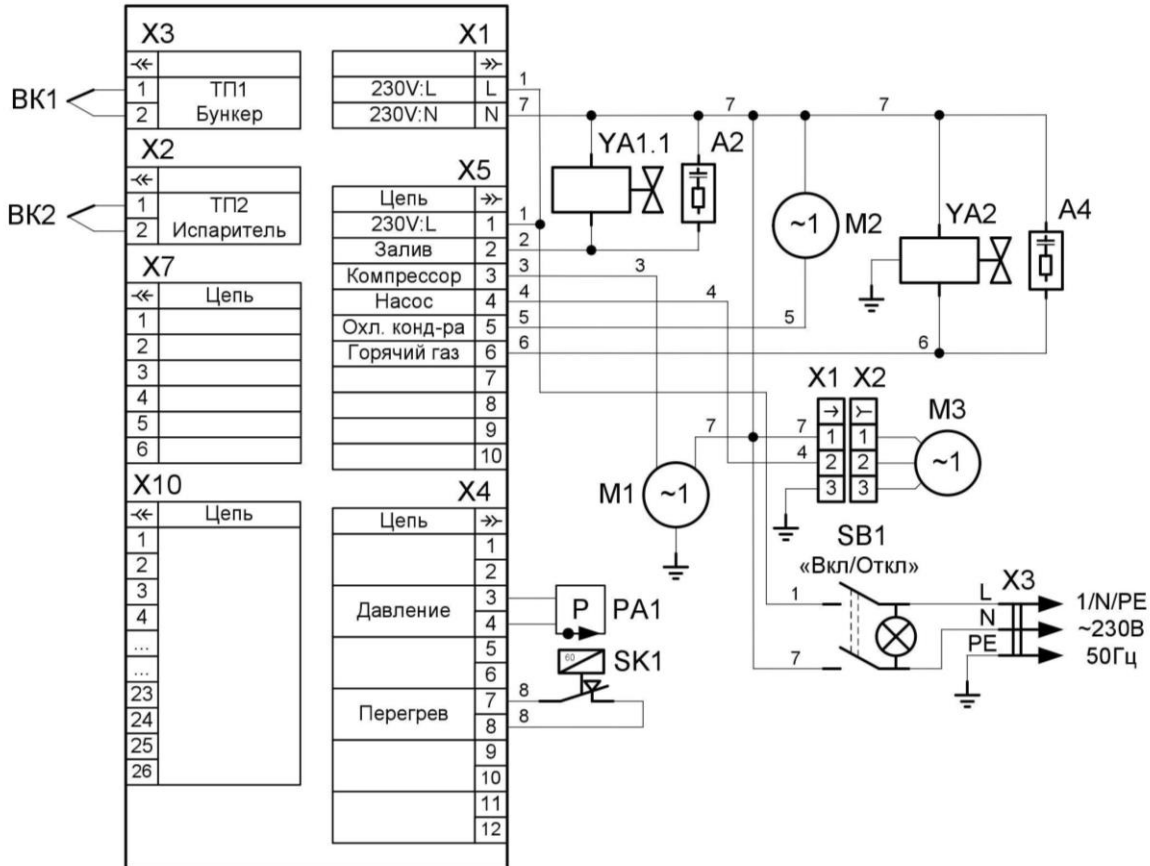 X3
1 ТП1
2 Бункер
BK1
X2
1 ТП2
2 Испаритель
BK2
X7
Цепь
1
2
3
4
5
6
X10
Цепь
1
2
3
4
...
...
23
24
25
26
X1
230V:L L 1
230V:N N 7
X5
Цепь
230V:L 1 1
Залив 2 2
Компрессор 3 3
Насос 4 4
Охл. конд-ра 5 5
Горячий газ 6 6
7
8
9
10
X4
Цепь
1
2
Давление 3
4
5
6
Перегрев 7 8
8 8
9
10
11
12
7 7
YA1.1 A2
M2
YA2 A4
3
4
5
6
X1 X2
M3
7 1 1
4 2 2
3 3
~1
~1
7
M1 ~1
P PA1
60
SK1
SB1
«Вкл/Откл»
X3
1 L 1/N/PE
N ~230В
7 PE 50Гц